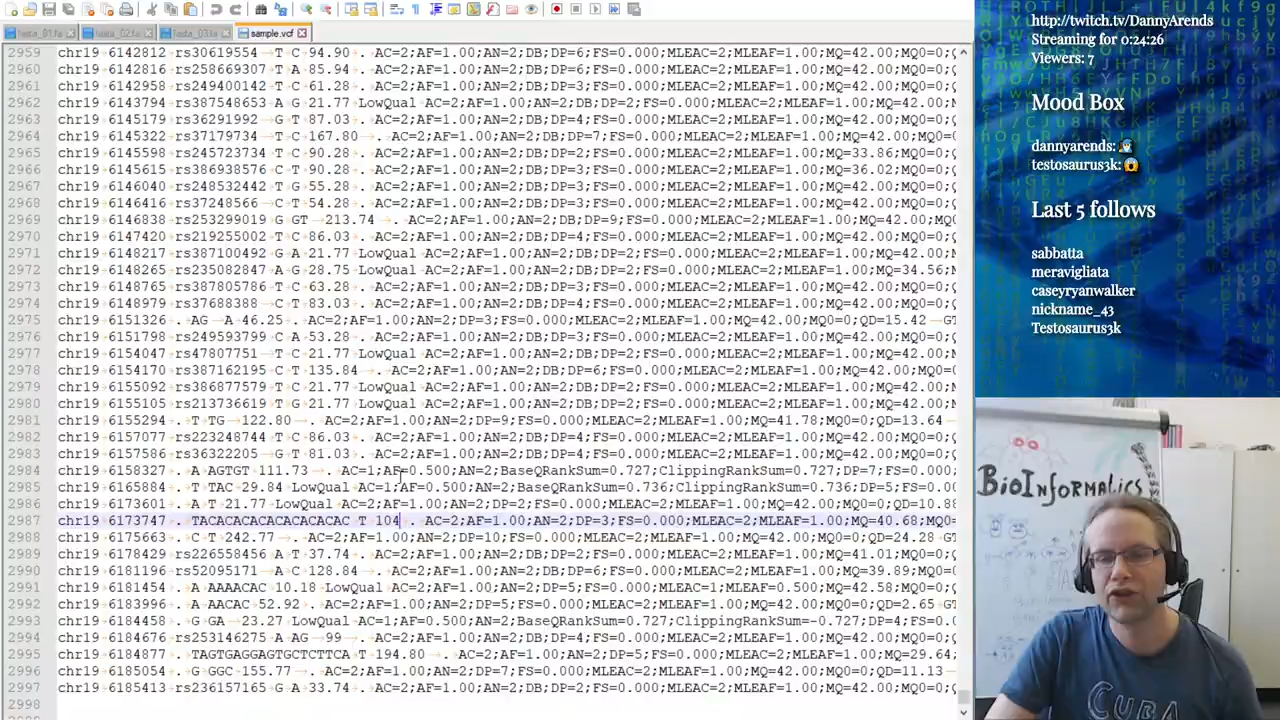 testa_01.fa testa_02.fa testa_03.fa sample.vcf
2959 chr19 6142812 rs30619554 T C 94.90 . AC=2;AF=1.00;AN=2;DB;DP=6;FS=0.000;MLEAC=2;MLEAF=1.00;MQ=42.00;MQ0=0;
2960 chr19 6142816 rs258669307 T A 85.94 . AC=2;AF=1.00;AN=2;DB;DP=6;FS=0.000;MLEAC=2;MLEAF=1.00;MQ=42.00;MQ0=0;
2961 chr19 6142958 rs249400142 T C 61.28 . AC=2;AF=1.00;AN=2;DB;DP=3;FS=0.000;MLEAC=2;MLEAF=1.00;MQ=42.00;MQ0=0;
2962 chr19 6143794 rs387548653 A G 21.77 LowQual AC=2;AF=1.00;AN=2;DB;DP=2;FS=0.000;MLEAC=2;MLEAF=1.00;MQ=42.00;
2963 chr19 6145179 rs36291992 G T 87.03 . AC=2;AF=1.00;AN=2;DB;DP=4;FS=0.000;MLEAC=2;MLEAF=1.00;MQ=42.00;MQ0=0;
2964 chr19 6145322 rs37179734 T C 167.80 . AC=2;AF=1.00;AN=2;DB;DP=7;FS=0.000;MLEAC=2;MLEAF=1.00;MQ=42.00;MQ0=
2965 chr19 6145598 rs245723734 T C 90.28 . AC=2;AF=1.00;AN=2;DB;DP=3;FS=0.000;MLEAC=2;MLEAF=1.00;MQ=33.86;MQ0=0;
2966 chr19 6145615 rs386938576 C T 90.28 . AC=2;AF=1.00;AN=2;DB;DP=3;FS=0.000;MLEAC=2;MLEAF=1.00;MQ=36.02;MQ0=0;
2967 chr19 6146040 rs248532442 T G 55.28 . AC=2;AF=1.00;AN=2;DB;DP=3;FS=0.000;MLEAC=2;MLEAF=1.00;MQ=42.00;MQ0=0;
2968 chr19 6146416 rs37248566 C T 54.28 . AC=2;AF=1.00;AN=2;DB;DP=3;FS=0.000;MLEAC=2;MLEAF=1.00;MQ=42.00;MQ0=0;
2969 chr19 6146838 rs253299019 G GT 213.74 . AC=2;AF=1.00;AN=2;DB;DP=9;FS=0.000;MLEAC=2;MLEAF=1.00;MQ=42.00;MQ0
2970 chr19 6147420 rs219255002 T C 86.03 . AC=2;AF=1.00;AN=2;DB;DP=4;FS=0.000;MLEAC=2;MLEAF=1.00;MQ=42.00;MQ0=0;
2971 chr19 6148217 rs387100492 G A 21.77 LowQual AC=2;AF=1.00;AN=2;DB;DP=2;FS=0.000;MLEAC=2;MLEAF=1.00;MQ=42.00;
2972 chr19 6148265 rs235082847 A G 28.75 LowQual AC=2;AF=1.00;AN=2;DB;DP=2;FS=0.000;MLEAC=2;MLEAF=1.00;MQ=34.56;
2973 chr19 6148765 rs387805786 G T 63.28 . AC=2;AF=1.00;AN=2;DB;DP=3;FS=0.000;MLEAC=2;MLEAF=1.00;MQ=42.00;MQ0=0;
2974 chr19 6148979 rs37688388 C T 83.03 . AC=2;AF=1.00;AN=2;DB;DP=4;FS=0.000;MLEAC=2;MLEAF=1.00;MQ=42.00;MQ0=0;
2975 chr19 6151326 . AG A 46.25 . AC=2;AF=1.00;AN=2;DP=3;FS=0.000;MLEAC=2;MLEAF=1.00;MQ=42.00;MQ0=0;QD=15.42 GT
2976 chr19 6151798 rs249593799 C A 53.28 . AC=2;AF=1.00;AN=2;DB;DP=3;FS=0.000;MLEAC=2;MLEAF=1.00;MQ=42.00;MQ0=0;
2977 chr19 6154047 rs47807751 T C 21.77 LowQual AC=2;AF=1.00;AN=2;DB;DP=2;FS=0.000;MLEAC=2;MLEAF=1.00;MQ=42.00;
2978 chr19 6154170 rs387162195 C T 135.84 . AC=2;AF=1.00;AN=2;DB;DP=6;FS=0.000;MLEAC=2;MLEAF=1.00;MQ=42.00;MQ0=
2979 chr19 6155092 rs386877579 T C 21.77 LowQual AC=2;AF=1.00;AN=2;DB;DP=2;FS=0.000;MLEAC=2;MLEAF=1.00;MQ=42.00;
2980 chr19 6155105 rs213736619 T G 21.77 LowQual AC=2;AF=1.00;AN=2;DB;DP=2;FS=0.000;MLEAC=2;MLEAF=1.00;MQ=42.00;
2981 chr19 6155294 . T TG 122.80 . AC=2;AF=1.00;AN=2;DP=9;FS=0.000;MLEAC=2;MLEAF=1.00;MQ=41.78;MQ0=0;QD=13.64
2982 chr19 6157077 rs223248744 T C 86.03 . AC=2;AF=1.00;AN=2;DB;DP=4;FS=0.000;MLEAC=2;MLEAF=1.00;MQ=42.00;MQ0=0;
2983 chr19 6157586 rs36322205 G T 81.03 . AC=2;AF=1.00;AN=2;DB;DP=4;FS=0.000;MLEAC=2;MLEAF=1.00;MQ=42.00;MQ0=0;
2984 chr19 6158327 . A AGTGT 111.73 . AC=1;AF=0.500;AN=2;BaseQRankSum=0.727;ClippingRankSum=0.727;DP=7;FS=0.000;
2985 chr19 6165884 . T TAC 29.84 LowQual AC=1;AF=0.500;AN=2;BaseQRankSum=0.736;ClippingRankSum=0.736;DP=5;FS=0.
2986 chr19 6173601 . A T 21.77 LowQual AC=2;AF=1.00;AN=2;DP=2;FS=0.000;MLEAC=2;MLEAF=1.00;MQ=42.00;MQ0=0;QD=10.88
2987 chr19 6173747 . TACACACACACACACACAC T 104 . AC=2;AF=1.00;AN=2;DP=3;FS=0.000;MLEAC=2;MLEAF=1.00;MQ=40.68;MQ0=
2988 chr19 6175663 . C T 242.77 . AC=2;AF=1.00;AN=2;DP=10;FS=0.000;MLEAC=2;MLEAF=1.00;MQ=42.00;MQ0=0;QD=24.28 GT
2989 chr19 6178429 rs226558456 A T 37.74 . AC=2;AF=1.00;AN=2;DB;DP=2;FS=0.000;MLEAC=2;MLEAF=1.00;MQ=41.01;MQ0=0;
2990 chr19 6181196 rs52095171 A C 128.84 . AC=2;AF=1.00;AN=2;DB;DP=6;FS=0.000;MLEAC=2;MLEAF=1.00;MQ=39.89;MQ0=
2991 chr19 6181454 . A AAAACAC 10.18 LowQual AC=2;AF=1.00;AN=2;DP=5;FS=0.000;MLEAC=1;MLEAF=0.500;MQ=42.58;MQ0=0;
2992 chr19 6183996 . A AACAC 52.92 . AC=2;AF=1.00;AN=2;DP=5;FS=0.000;MLEAC=2;MLEAF=1.00;MQ=42.00;MQ0=0;QD=2.65 GT
2993 chr19 6184458 . G GA 23.27 LowQual AC=1;AF=0.500;AN=2;BaseQRankSum=0.727;ClippingRankSum=-0.727;DP=4;FS=0.
2994 chr19 6184676 rs253146275 A AG 99 . AC=2;AF=1.00;AN=2;DB;DP=4;FS=0.000;MLEAC=2;MLEAF=1.00;MQ=42.00;MQ0=0;
2995 chr19 6184877 . TAGTGAGGAGTGCTCTTCA T 194.80 . AC=2;AF=1.00;AN=2;DP=5;FS=0.000;MLEAC=2;MLEAF=1.00;MQ=29.64;
2996 chr19 6185054 . G GGC 155.77 . AC=2;AF=1.00;AN=2;DP=7;FS=0.000;MLEAC=2;MLEAF=1.00;MQ=42.00;MQ0=0;QD=11.13
2997 chr19 6185413 rs236157165 G A 33.74 . AC=2;AF=1.00;AN=2;DB;DP=2;FS=0.000;MLEAC=2;MLEAF=1.00;MQ=42.00;MQ0=0;
2998
http://twitch.tv/DannyArends
Streaming for 0:24:26
Viewers: 7
Mood Box
dannyarends:
testosaurus3k:
Last 5 follows
sabbatta
meravigliata
caseyryanwalker
nickname_43
Testosaurus3k
BioInformatics
CUBA